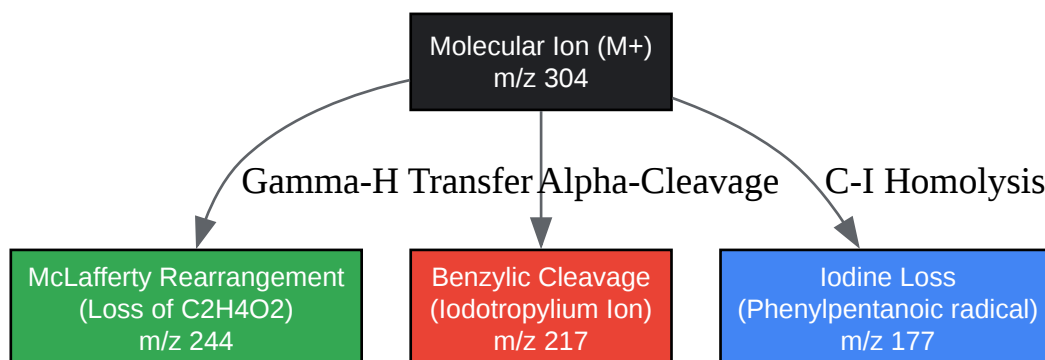 Molecular Ion (M+)
m/z 304
Gamma-H Transfer
Alpha-Cleavage
C-I Homolysis
McLafferty Rearrangement
(Loss of C2H4O2)
m/z 244
Benzylic Cleavage
(Iodotropylium Ion)
m/z 217
Iodine Loss
(Phenylpentanoic radical)
m/z 177